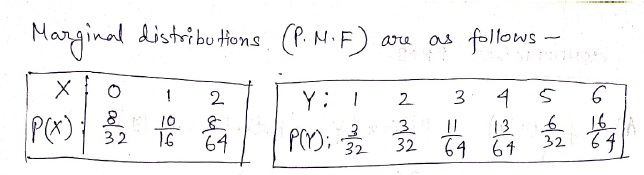 Marginal distributions (P.M.F) are as follows –
X : 0 1 2
P(X) : 8/32 10/16 8/64
Y : 1 2 3 4 5 6
P(Y) : 3/32 3/32 11/64 13/64 6/32 16/64